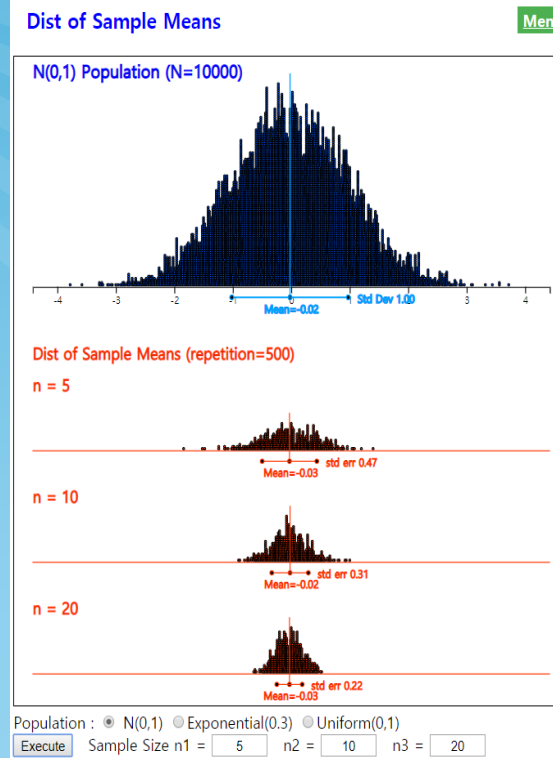 Dist of Sample Means
N(0,1) Population (N=10000)
-4 -3 -2 -1 0 1 2 3 4
Std Dev 1.00
Mean=-0.02
Dist of Sample Means (repetition=500)
n = 5
std err 0.47
Mean=-0.03
n = 10
std err 0.31
Mean=-0.02
n = 20
std err 0.22
Mean=-0.03
Population : N(0,1) Exponential(0.3) Uniform(0,1)
Execute Sample Size n1 = 5 n2 = 10 n3 = 20